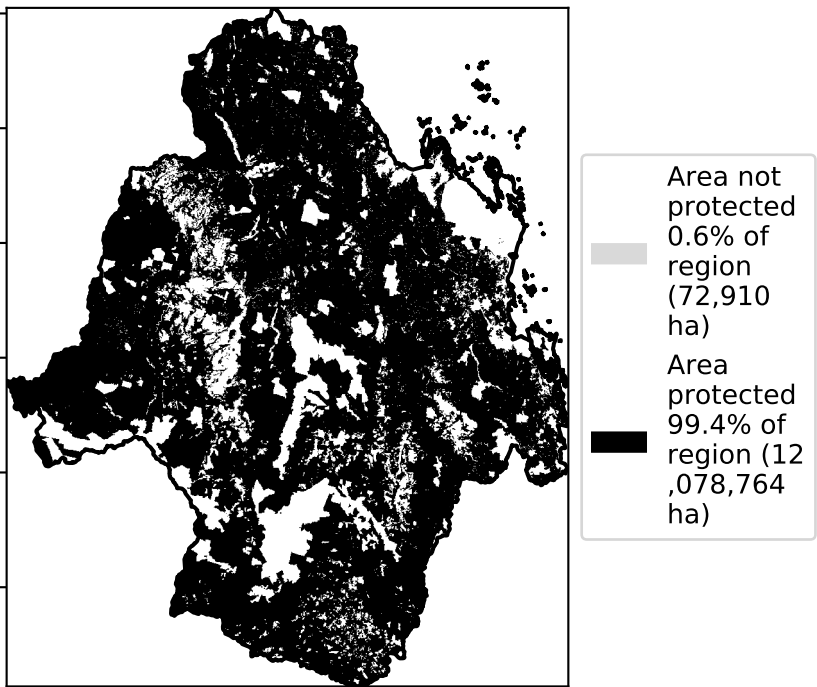 Area not
protected
0.6% of
region
(72,910
ha)
Area
protected
99.4% of
region (12
,078,764
ha)